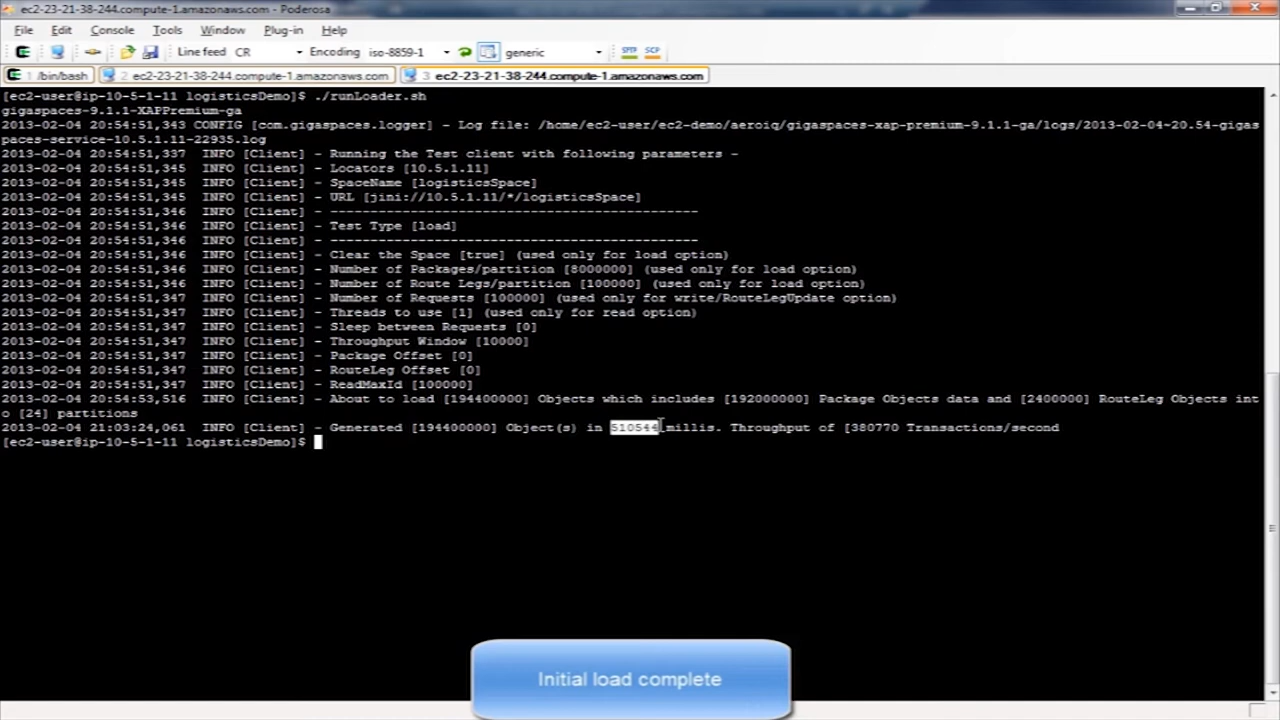 ec2-23-21-38-244.compute-1.amazonaws.com - Poderosa
File Edit Console Tools Window Plug-in Help
Line feed CR Encoding iso-8859-1 generic SFTP SCP
1 /bin/bash 2 ec2-23-21-38-244.compute-1.amazonaws.com 3 ec2-23-21-38-244.compute-1.amazonaws.com
[ec2-user@ip-10-5-1-11 logisticsDemo]$ ./runLoader.sh
gigaspaces-9.1.1-XAPPremium-ga
2013-02-04 20:54:51,343 CONFIG [com.gigaspaces.logger] - Log file: /home/ec2-user/ec2-demo/aeroiq/gigaspaces-xap-premium-9.1.1-ga/logs/2013-02-04~20.54-gigas
paces-service-10.5.1.11-22935.log
2013-02-04 20:54:51,337 INFO [Client] - Running the Test client with following parameters -
2013-02-04 20:54:51,345 INFO [Client] - Locators [10.5.1.11]
2013-02-04 20:54:51,345 INFO [Client] - SpaceName [logisticsSpace]
2013-02-04 20:54:51,345 INFO [Client] - URL [jini://10.5.1.11/*/logisticsSpace]
2013-02-04 20:54:51,346 INFO [Client] - -----------------------------------------------
2013-02-04 20:54:51,346 INFO [Client] - Test Type [load]
2013-02-04 20:54:51,346 INFO [Client] - -----------------------------------------------
2013-02-04 20:54:51,346 INFO [Client] - Clear the Space [true] (used only for load option)
2013-02-04 20:54:51,346 INFO [Client] - Number of Packages/partition [8000000] (used only for load option)
2013-02-04 20:54:51,346 INFO [Client] - Number of Route Legs/partition [100000] (used only for load option)
2013-02-04 20:54:51,347 INFO [Client] - Number of Requests [100000] (used only for write/RouteLegUpdate option)
2013-02-04 20:54:51,347 INFO [Client] - Threads to use [1] (used only for read option)
2013-02-04 20:54:51,347 INFO [Client] - Sleep between Requests [0]
2013-02-04 20:54:51,347 INFO [Client] - Throughput Window [10000]
2013-02-04 20:54:51,347 INFO [Client] - Package Offset [0]
2013-02-04 20:54:51,347 INFO [Client] - RouteLeg Offset [0]
2013-02-04 20:54:51,347 INFO [Client] - ReadMaxId [100000]
2013-02-04 20:54:53,516 INFO [Client] - About to load [194400000] Objects which includes [192000000] Package Objects data and [2400000] RouteLeg Objects int
o [24] partitions
2013-02-04 21:03:24,061 INFO [Client] - Generated [194400000] Object(s) in 510544 millis. Throughput of [380770 Transactions/second
[ec2-user@ip-10-5-1-11 logisticsDemo]$
Initial load complete